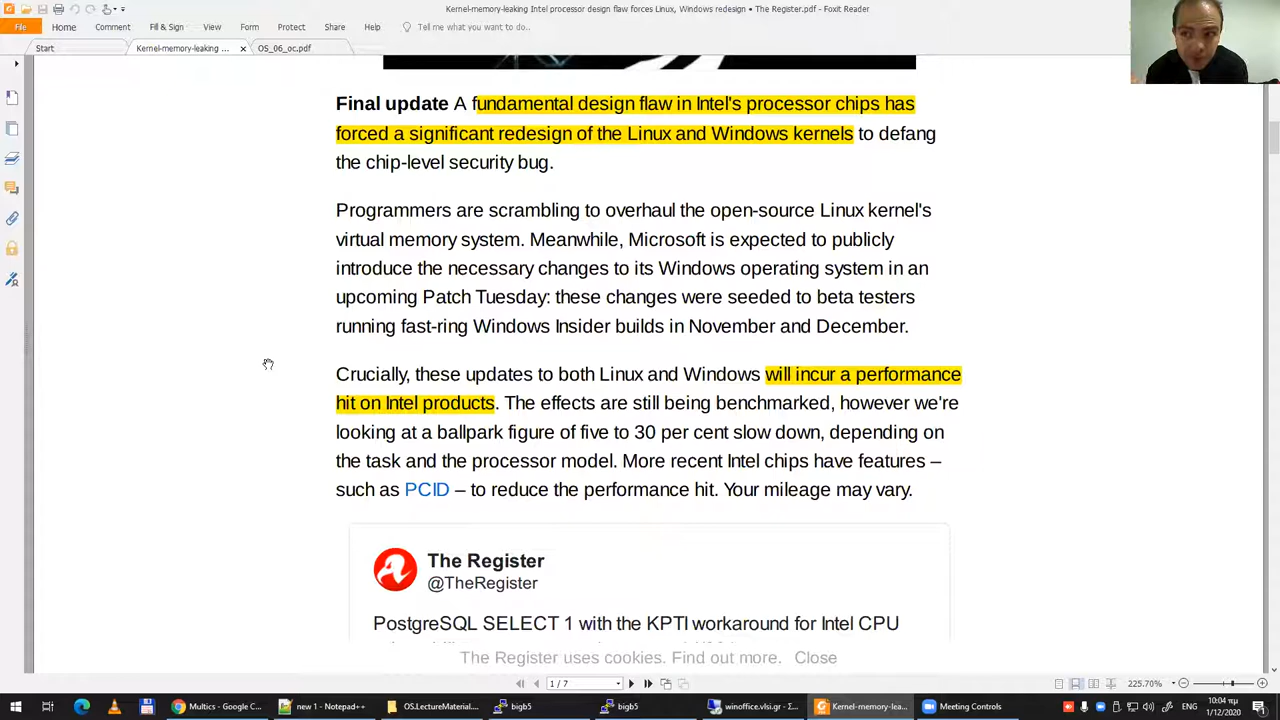 Kernel-memory-leaking Intel processor design flaw forces Linux, Windows redesign • The Register.pdf - Foxit Reader
File Home Comment Fill & Sign View Form Protect Share Help Tell me what you want to do..
Start Kernel-memory-leaking ... OS_06_oc.pdf
Final update A fundamental design flaw in Intel's processor chips has
forced a significant redesign of the Linux and Windows kernels to defang
the chip-level security bug.
Programmers are scrambling to overhaul the open-source Linux kernel's
virtual memory system. Meanwhile, Microsoft is expected to publicly
introduce the necessary changes to its Windows operating system in an
upcoming Patch Tuesday: these changes were seeded to beta testers
running fast-ring Windows Insider builds in November and December.
Crucially, these updates to both Linux and Windows will incur a performance
hit on Intel products. The effects are still being benchmarked, however we're
looking at a ballpark figure of five to 30 per cent slow down, depending on
the task and the processor model. More recent Intel chips have features –
such as PCID – to reduce the performance hit. Your mileage may vary.
The Register
@TheRegister
PostgreSQL SELECT 1 with the KPTI workaround for Intel CPU
The Register uses cookies. Find out more. Close
1 / 7
225.70%
Multics - Google C... new 1 - Notepad++ OS.LectureMaterial... bigb5 bigb5 winoffice.vlsi.gr - Σ... Kernel-memory-lea... Meeting Controls
10:04 πμ
1/12/2020